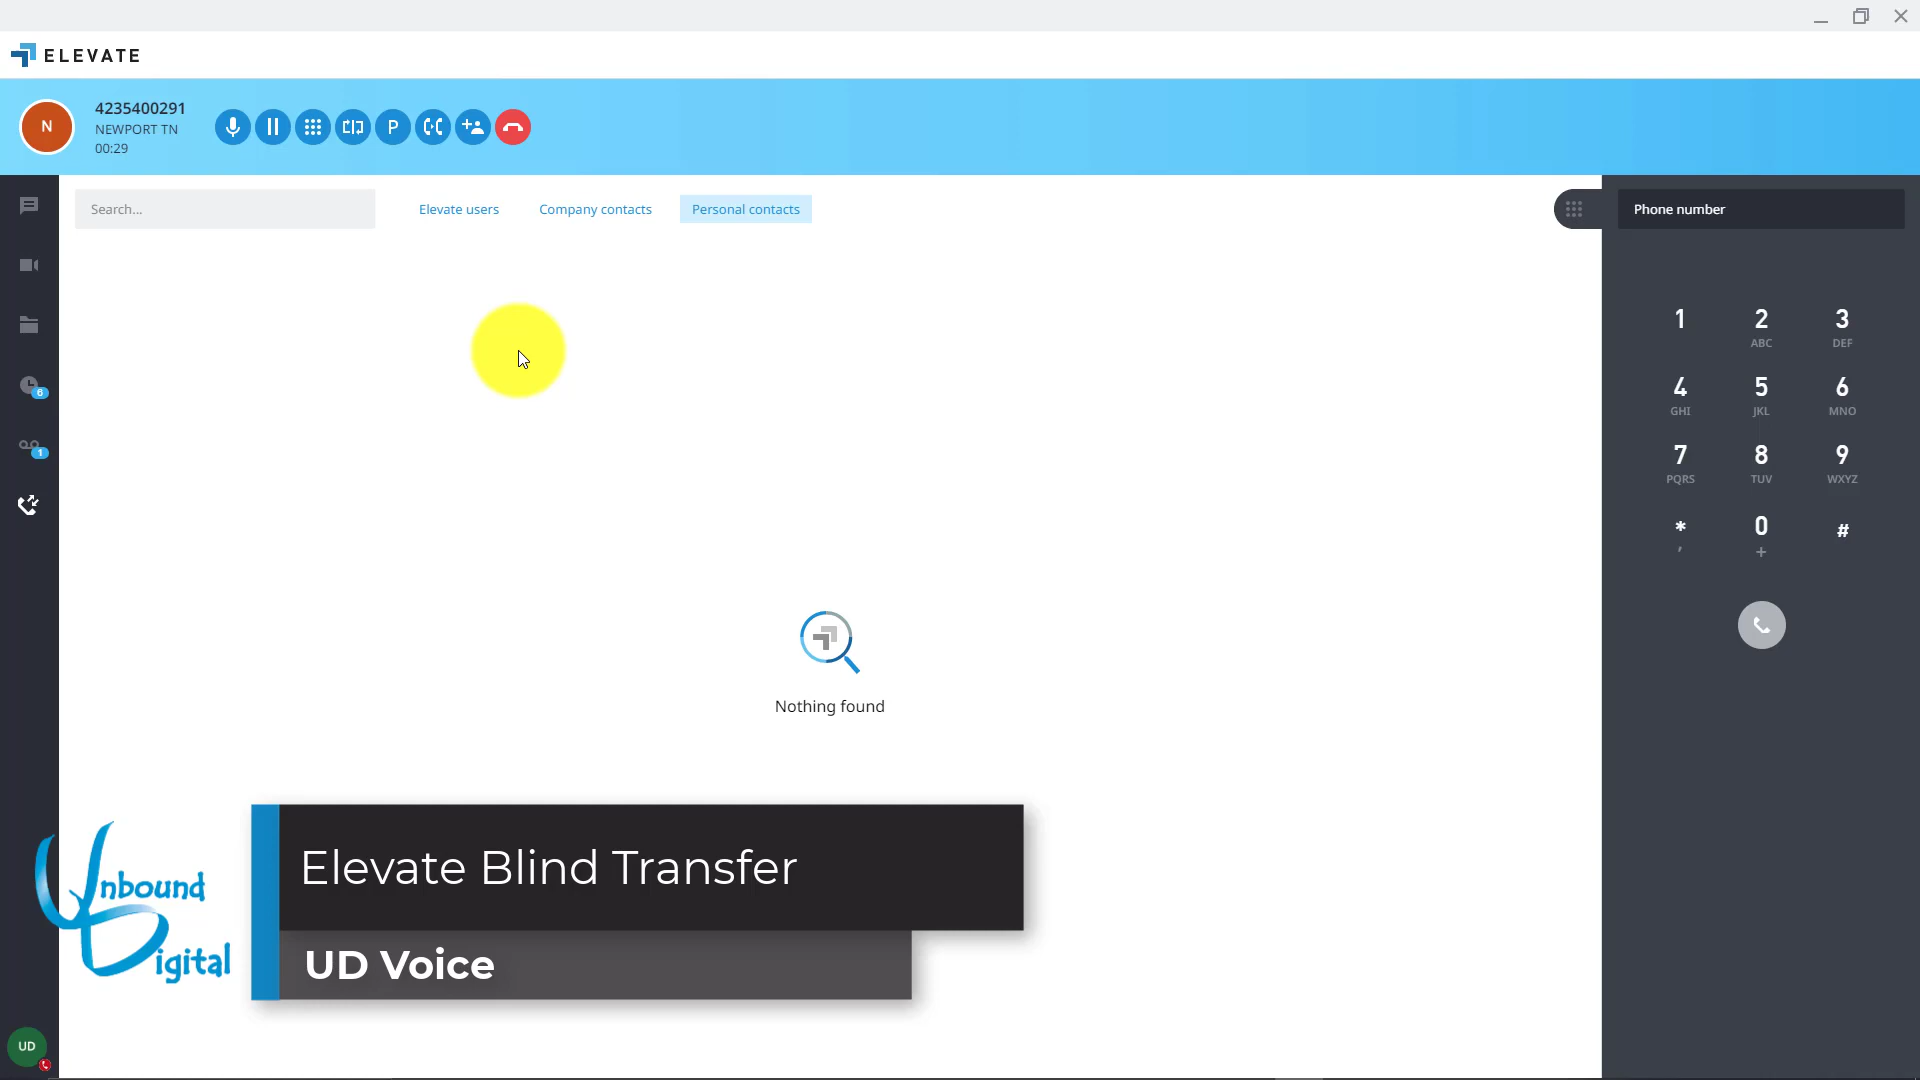 ELEVATE
N
4235400291
NEWPORT TN
00:29
P
Search...
Elevate users
Company contacts
Personal contacts
Phone number
1
2
3
ABC
DEF
4
5
6
GHI
JKL
MNO
7
8
9
PQRS
TUV
WXYZ
*
0
#
,
+
6
1
Nothing found
Elevate Blind Transfer
UD Voice
Unbound
Digital
UD